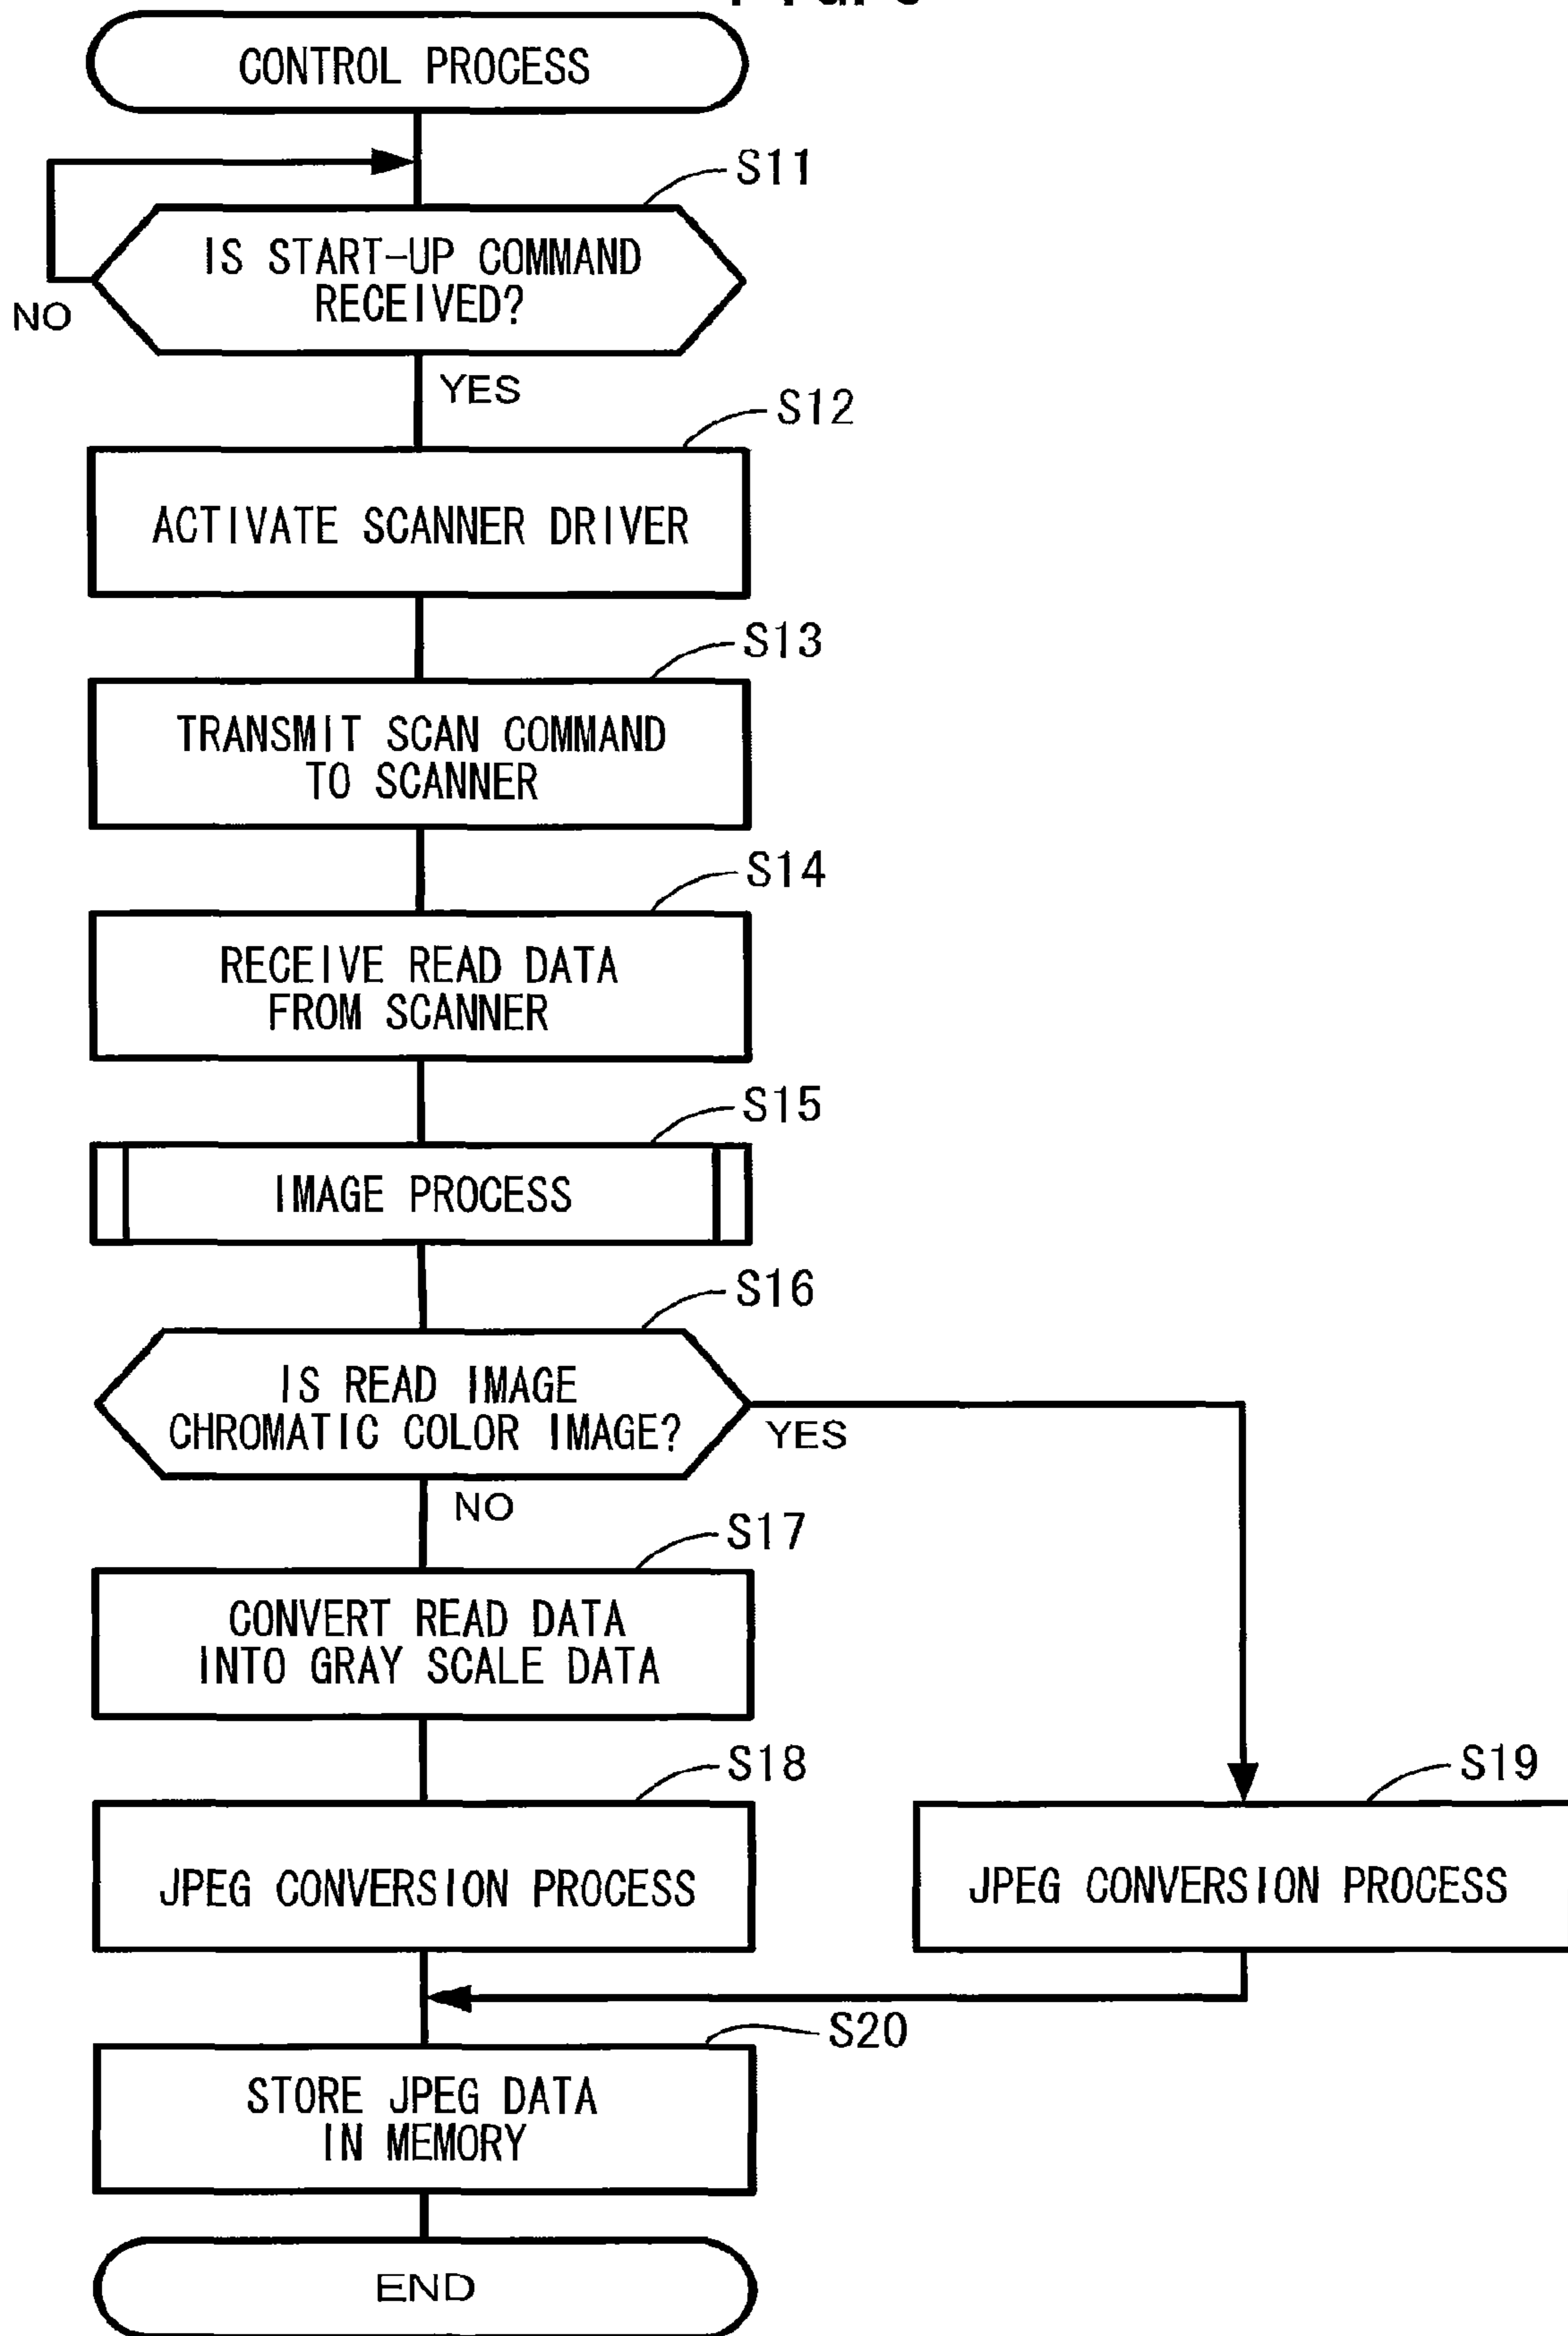 CONTROL PROCESS
S11
IS START-UP COMMAND
RECEIVED?
NO
YES
S12
ACTIVATE SCANNER DRIVER
S13
TRANSMIT SCAN COMMAND
TO SCANNER
S14
RECEIVE READ DATA
FROM SCANNER
S15
IMAGE PROCESS
S16
IS READ IMAGE
CHROMATIC COLOR IMAGE?
YES
NO
S17
CONVERT READ DATA
INTO GRAY SCALE DATA
S18
JPEG CONVERSION PROCESS
S19
JPEG CONVERSION PROCESS
S20
STORE JPEG DATA
IN MEMORY
END